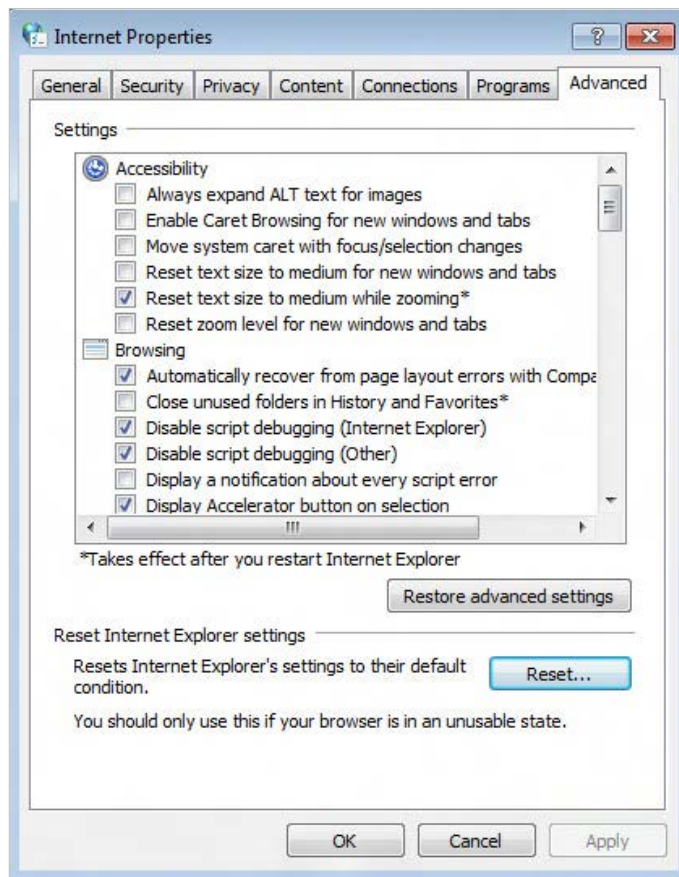 Internet Properties
General Security Privacy Content Connections Programs Advanced
Settings
Accessibility
Always expand ALT text for images
Enable Caret Browsing for new windows and tabs
Move system caret with focus/selection changes
Reset text size to medium for new windows and tabs
Reset text size to medium while zooming*
Reset zoom level for new windows and tabs
Browsing
Automatically recover from page layout errors with Compa
Close unused folders in History and Favorites*
Disable script debugging (Internet Explorer)
Disable script debugging (Other)
Display a notification about every script error
Display Accelerator button on selection
*Takes effect after you restart Internet Explorer
Restore advanced settings
Reset Internet Explorer settings
Resets Internet Explorer's settings to their default
condition.
Reset...
You should only use this if your browser is in an unusable state.
OK Cancel Apply